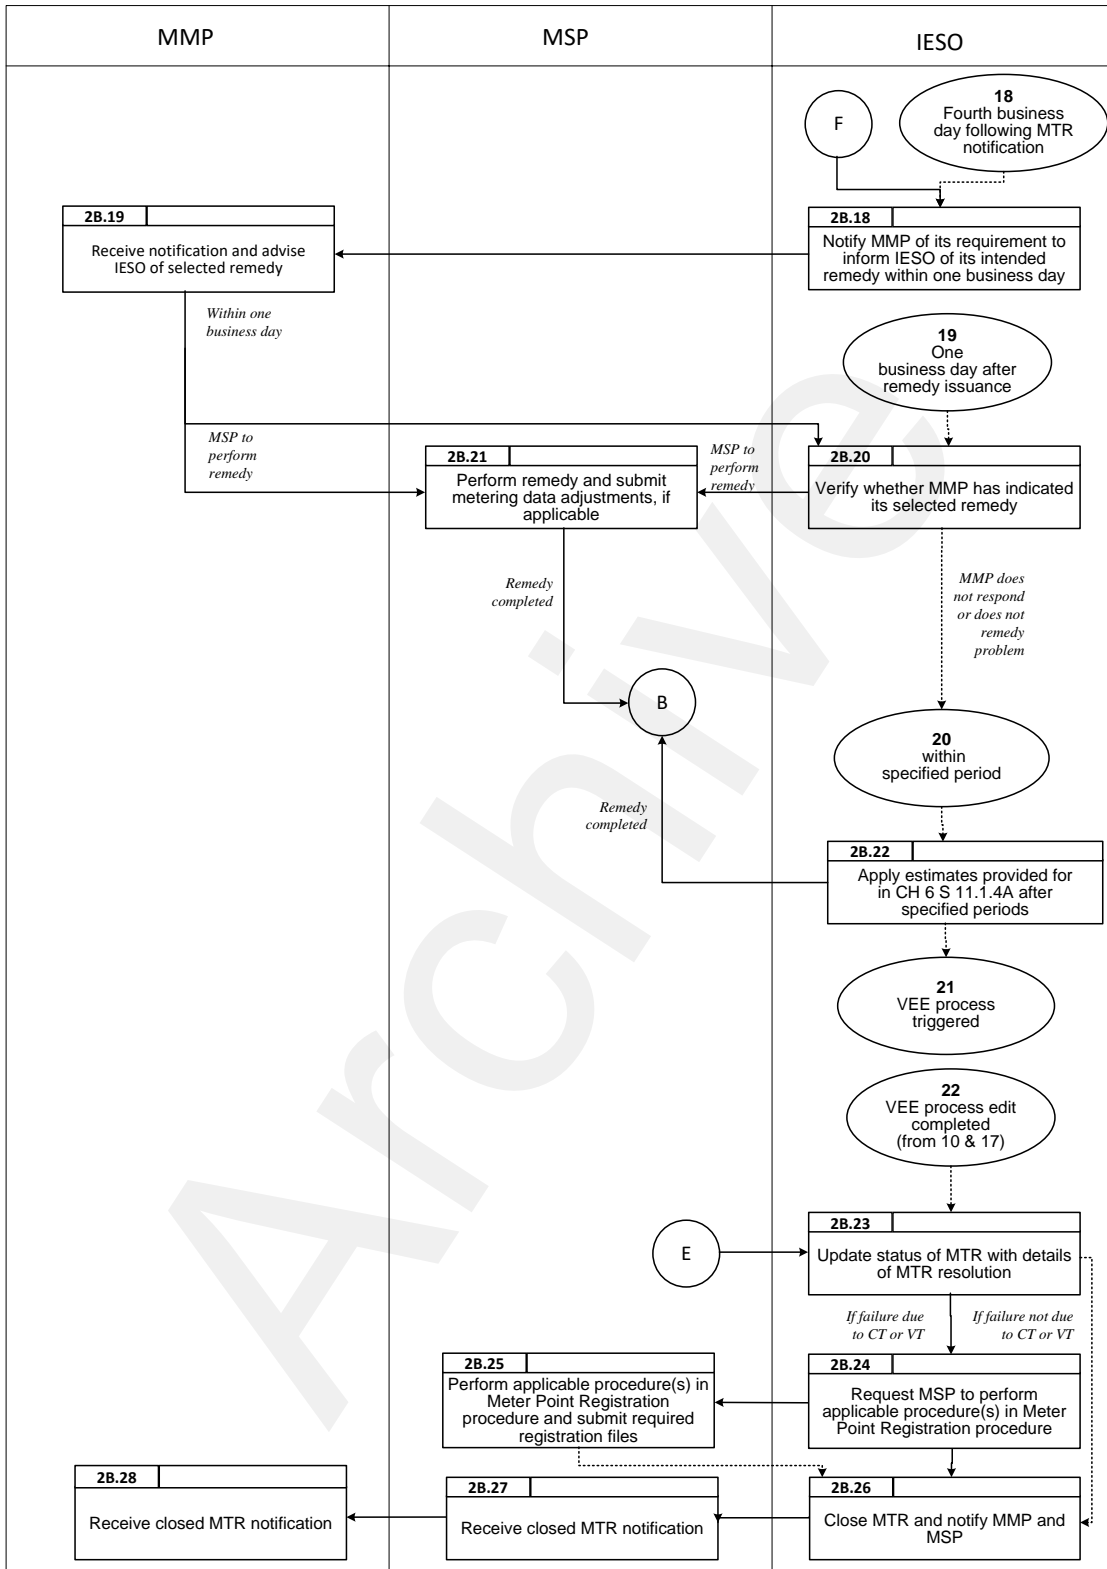 MMP
MSP
IESO
F
18
Fourth business
day following MTR
notification
2B.19
Receive notification and advise
IESO of selected remedy
2B.18
Notify MMP of its requirement to
inform IESO of its intended
remedy within one business day
Within one
business day
19
One
business day after
remedy issuance
MSP to
perform
remedy
2B.21
Perform remedy and submit
metering data adjustments, if
applicable
MSP to
perform
remedy
2B.20
Verify whether MMP has indicated
its selected remedy
Remedy
completed
MMP does
not respond
or does not
remedy
problem
B
20
within
specified period
Remedy
completed
2B.22
Apply estimates provided for
in CH 6 S 11.1.4A after
specified periods
21
VEE process
triggered
22
VEE process edit
completed
(from 10 & 17)
E
2B.23
Update status of MTR with details
of MTR resolution
If failure due
to CT or VT
If failure not due
to CT or VT
2B.25
Perform applicable procedure(s) in
Meter Point Registration
procedure and submit required
registration files
2B.24
Request MSP to perform
applicable procedure(s) in Meter
Point Registration procedure
2B.28
Receive closed MTR notification
2B.27
Receive closed MTR notification
2B.26
Close MTR and notify MMP and
MSP
Archive